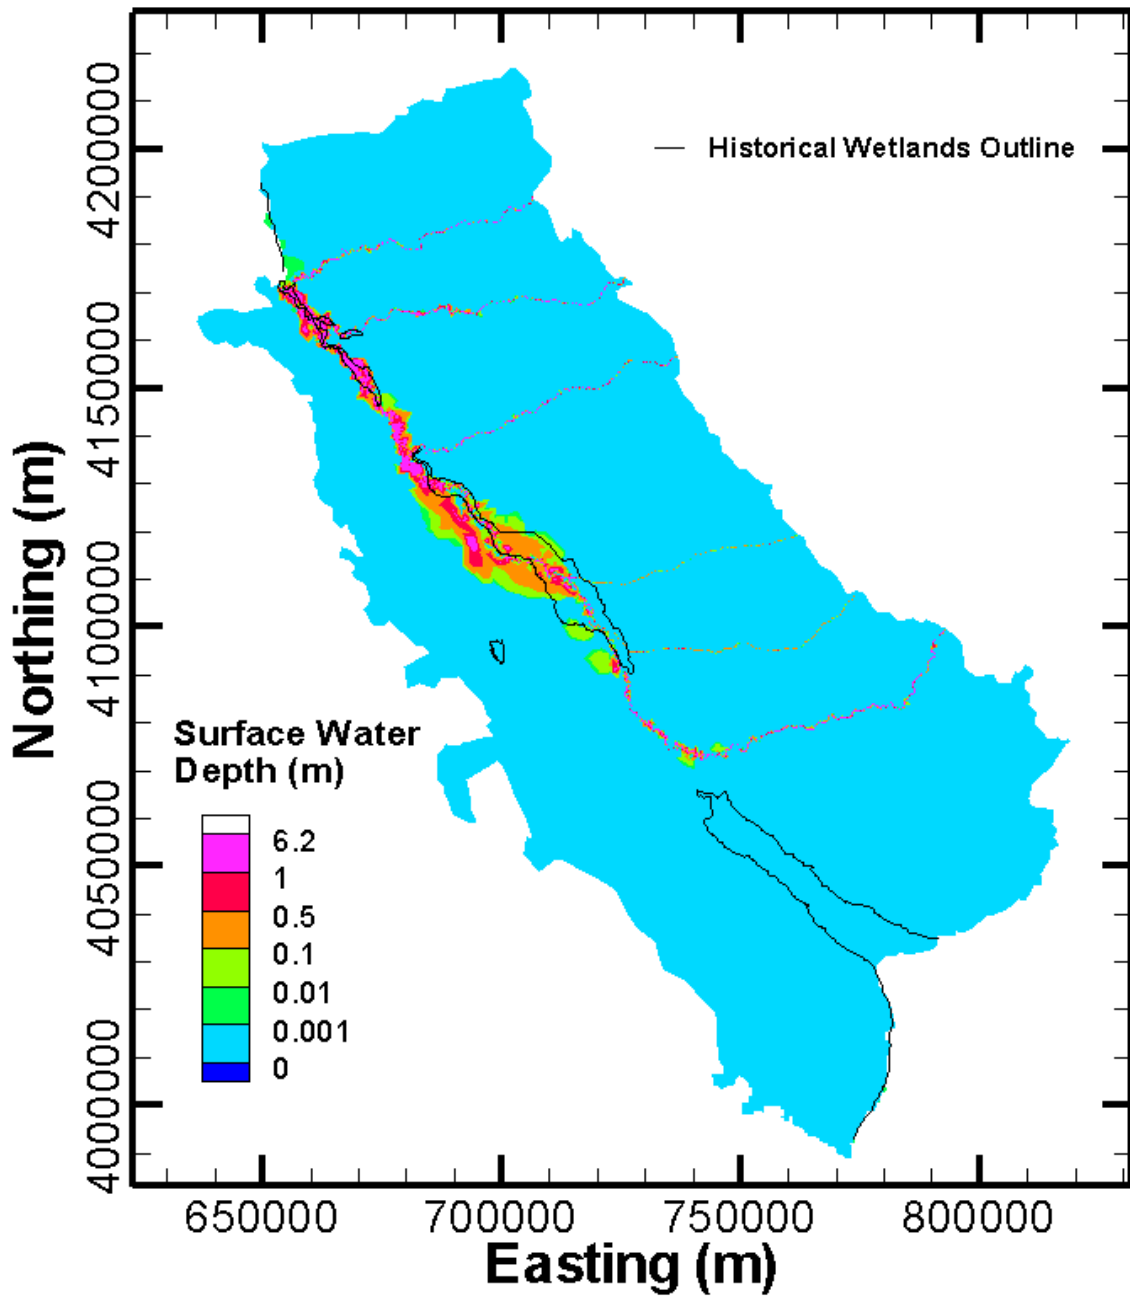 Historical Wetlands Outline
4200000
4150000
4100000
4050000
4000000
Northing (m)
Surface Water
Depth (m)
6.2
1
0.5
0.1
0.01
0.001
0
650000 700000 750000 800000
Easting (m)